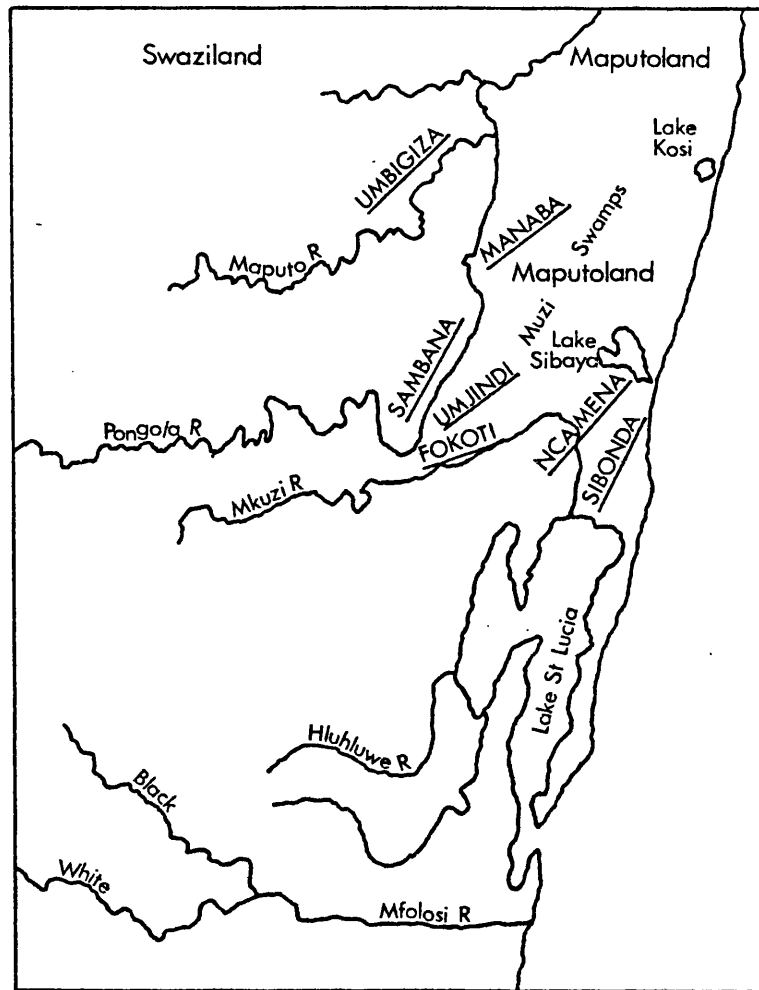 Swaziland
Maputoland
Lake
Kosi
UMBIGIZA
MANABA
Swamps
Maputo R
Maputoland
Muzi
Lake
Sibaya
SAMBANA
UMJINDI
NCAMENA
Pongola R
FOKOTI
SIBONDA
Mkuzi R
Lake St Lucia
Hluhluwe R
Black
White
Mfolosi R